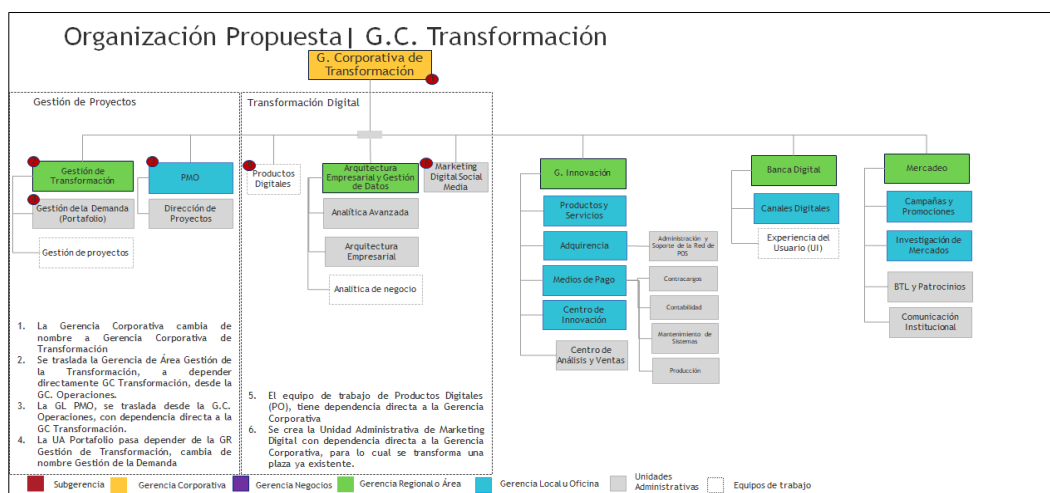 Organización Propuesta| G.C. Transformación
G. Corporativa de
Transformación
Gestión de Proyectos
Transformación Digital
Gestión de
Transformación
PMO
Productos
Digitales
Arquitectura
Empresarial y Gestión
de Datos
Marketing
Digital Social
Media
G. Innovación
Banca Digital
Mercadeo
Gestión de la Demanda
(Portafolio)
Dirección de
Proyectos
Gestión de proyectos
Analítica Avanzada
Arquitectura
Empresarial
Analitica de negocio
Productos y
Servicios
Adquirencia
Medios de Pago
Centro de
Innovación
Centro de
Análisis y Ventas
Administración y
Soporte de la Red de
POS
Contracargos
Contabilidad
Mantenimiento de
Sistemas
Producción
Canales Digitales
Experiencia del
Usuario (UI)
Campañas y
Promociones
Investigación de
Mercados
BTL y Patrocinios
Comunicación
Institucional
1. La Gerencia Corporativa cambia de
nombre a Gerencia Corporativa de
Transformación
2. Se traslada la Gerencia de Área Gestión de
la Transformación, a depender
directamente GC Transformación, desde la
GC. Operaciones.
3. La GL PMO, se traslada desde la G.C.
Operaciones, con dependencia directa a la
GC Transformación.
4. La UA Portafolio pasa depender de la GR
Gestión de Transformación, cambia de
nombre Gestión de la Demanda
5. El equipo de trabajo de Productos Digitales
(PO), tiene dependencia directa a la Gerencia
Corporativa
6. Se crea la Unidad Administrativa de Marketing
Digital con dependencia directa a la Gerencia
Corporativa, para lo cual se transforma una
plaza ya existente.
Subgerencia
Gerencia Corporativa
Gerencia Negocios
Gerencia Regional o Área
Gerencia Local u Oficina
Unidades
Administrativas
Equipos de trabajo